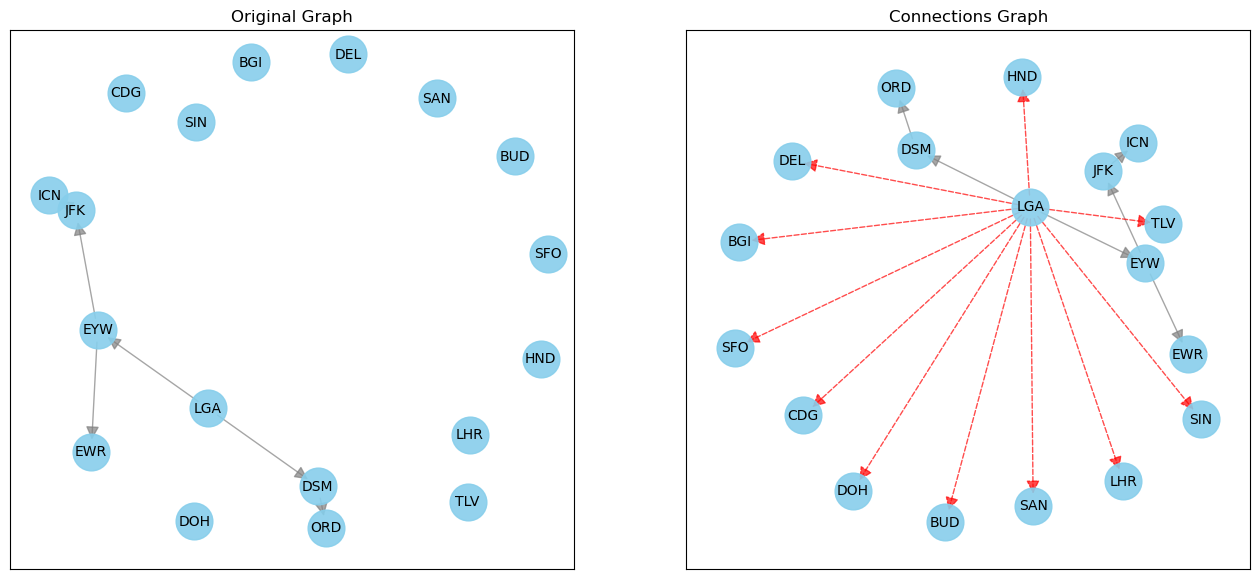 Original Graph
DEL
BGI
CDG
SAN
SIN
BUD
ICN
JFK
SFO
EYW
HND
LGA
LHR
EWR
DSM
TLV
DOH
ORD
Connections Graph
HND
ORD
ICN
DSM
DEL
JFK
LGA
TLV
BGI
EYW
SFO
EWR
CDG
SIN
LHR
DOH
SAN
BUD